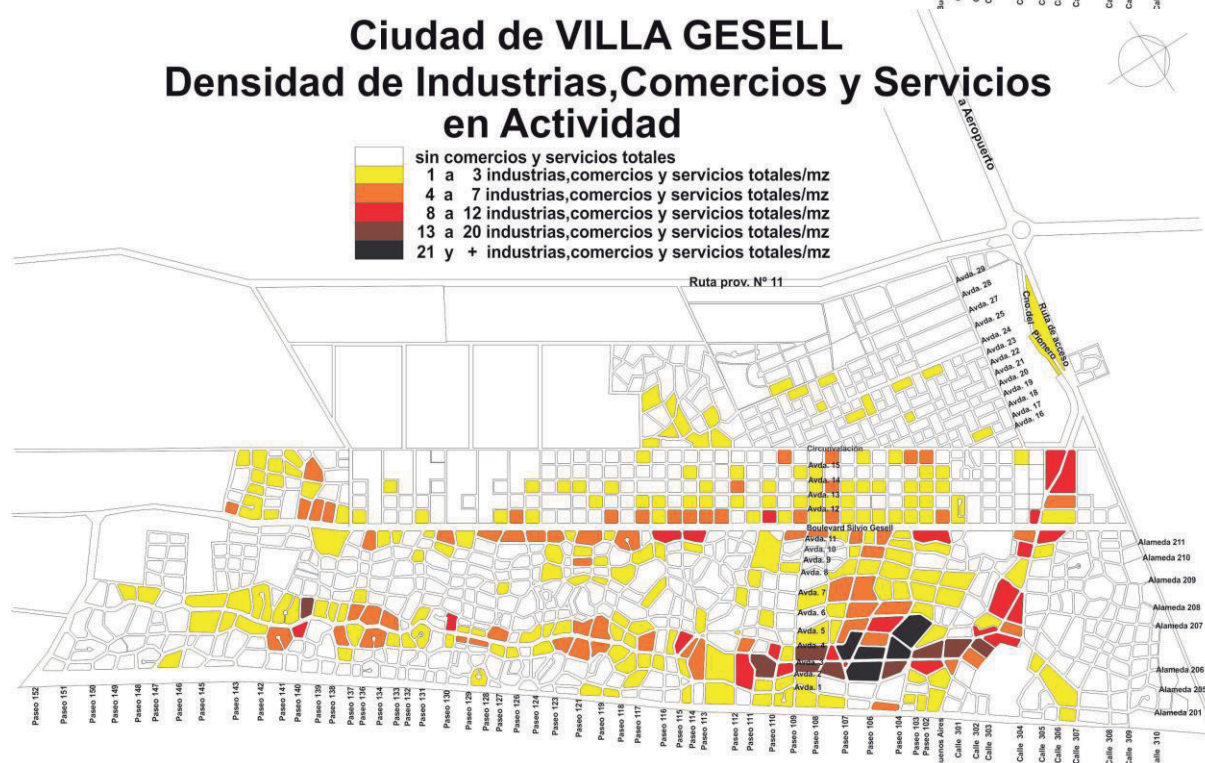 Ciudad de VILLA GESELL
Densidad de Industrias,Comercios y Servicios
en Actividad
sin comercios y servicios totales
1 a 3 industrias,comercios y servicios totales/mz
4 a 7 industrias,comercios y servicios totales/mz
8 a 12 industrias,comercios y servicios totales/mz
13 a 20 industrias,comercios y servicios totales/mz
21 y + industrias,comercios y servicios totales/mz
a Aeropuerto
Ruta prov. Nº 11
Ruta de acceso
Cno.del Pionero
Avda. 29
Avda. 28
Avda. 27
Avda. 25
Avda. 24
Avda. 23
Avda. 22
Avda. 21
Avda. 20
Avda. 19
Avda. 18
Avda. 17
Avda. 16
Circunvalación
Avda. 15
Avda. 14
Avda. 13
Avda. 12
Boulevard Silvio Gesell
Avda. 11
Avda. 10
Avda. 9
Avda. 8
Avda. 7
Avda. 6
Avda. 5
Avda. 4
Avda. 3
Avda. 2
Avda. 1
Alameda 211
Alameda 210
Alameda 209
Alameda 208
Alameda 207
Alameda 206
Alameda 205
Alameda 201
Paseo 152
Paseo 151
Paseo 150
Paseo 149
Paseo 148
Paseo 147
Paseo 146
Paseo 145
Paseo 143
Paseo 142
Paseo 141
Paseo 140
Paseo 139
Paseo 138
Paseo 137
Paseo 136
Paseo 134
Paseo 133
Paseo 132
Paseo 131
Paseo 130
Paseo 129
Paseo 128
Paseo 127
Paseo 126
Paseo 124
Paseo 123
Paseo 121
Paseo 119
Paseo 118
Paseo 117
Paseo 116
Paseo 115
Paseo 114
Paseo 113
Paseo 112
Paseo 111
Paseo 110
Paseo 109
Paseo 108
Paseo 107
Paseo 106
Paseo 104
Paseo 103
Paseo 102
uenos Aires
Calle 301
Calle 302
Calle 303
Calle 304
Calle 305
Calle 306
Calle 307
Calle 308
Calle 309
Calle 310